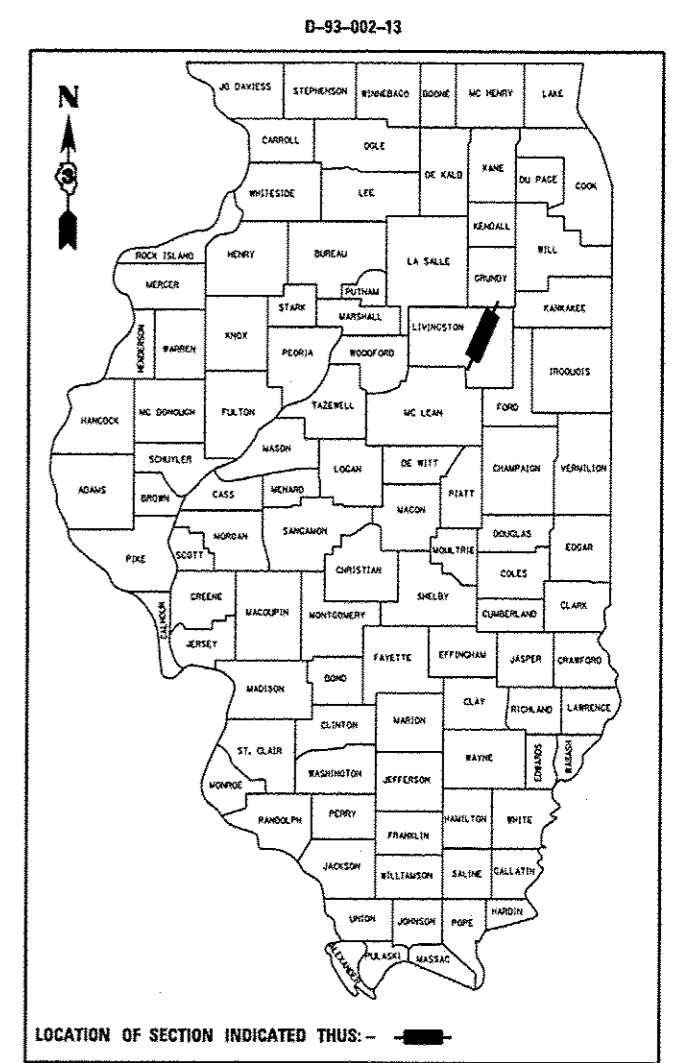 D-93-002-13
JO DAVIESS STEPHENSON WINNEBAGO BOONE MC HENRY LAKE
N
CARROLL OGLE
3
DE KALB KANE DU PAGE COOK
WHITESIDE LEE
KENDALL
ROCK ISLAND HENRY BUREAU LA SALLE WILL
GRUNDY
MERCER PUTNAM
STARK MARSHALL LIVINGSTON KANKAKEE
HENDERSON WARREN KNOX
PEORIA WOODFORD IROQUOIS
HANCOCK MC DONOUGH FULTON TAZEWELL MC LEAN FORD
SCHUYLER MASON
ADAMS BROWN CASS MENARD LOGAN DE WITT CHAMPAIGN VERMILION
PIATT
MACON
PIKE SCOTT MORGAN SANGAMON DOUGLAS EDGAR
MOULTRIE
CHRISTIAN COLES
CALHOUN GREENE MACOUPIN MONTGOMERY SHELBY CUMBERLAND CLARK
JERSEY
FAYETTE EFFINGHAM JASPER CRAWFORD
MADISON BOND
CLAY RICHLAND LAWRENCE
CLINTON MARION
ST. CLAIR WAYNE EDWARDS WABASH
MONROE WASHINGTON JEFFERSON
RANDOLPH PERRY HAMILTON WHITE
FRANKLIN
JACKSON WILLIAMSON SALINE GALLATIN
UNION JOHNSON POPE HARDIN
ALEXANDER PULASKI MASSAC
LOCATION OF SECTION INDICATED THUS: -